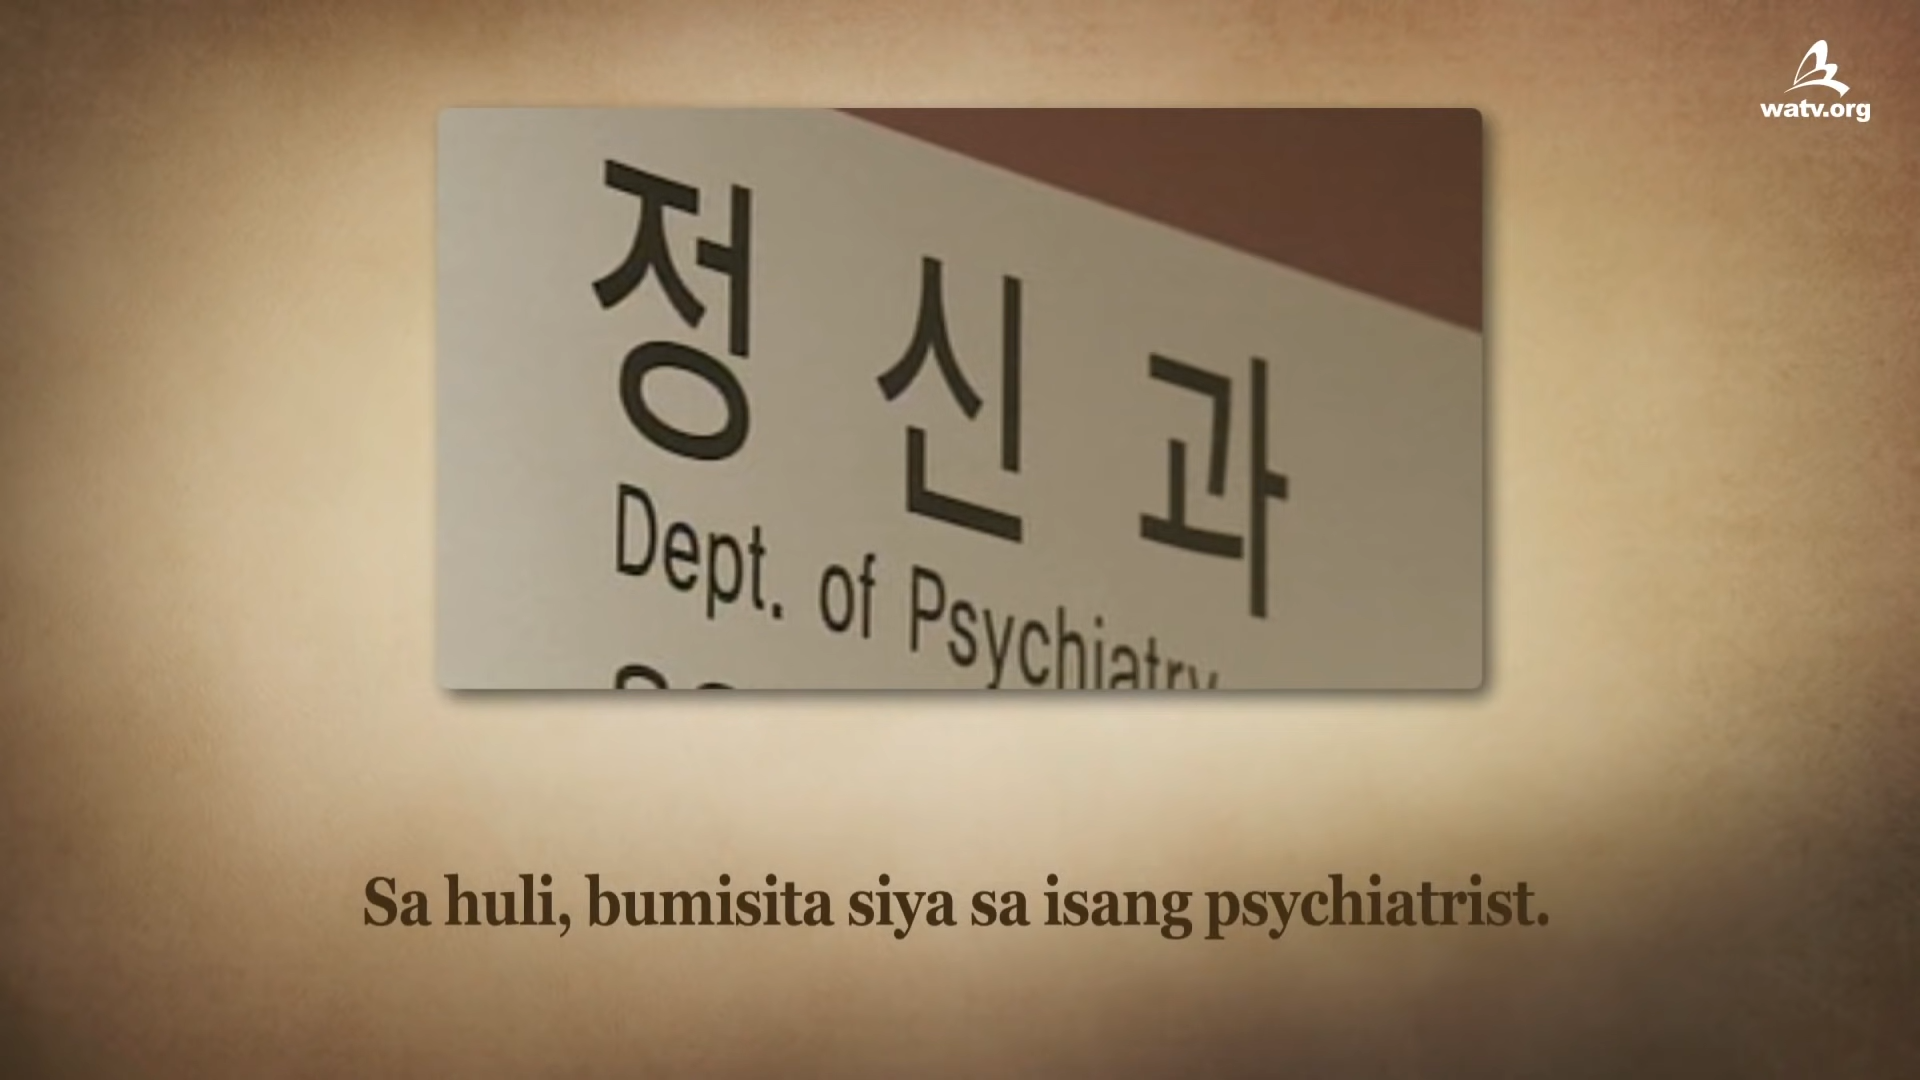 watv.org
정신과
Dept. of Psychiatry
Sa huli, bumisita siya sa isang psychiatrist.